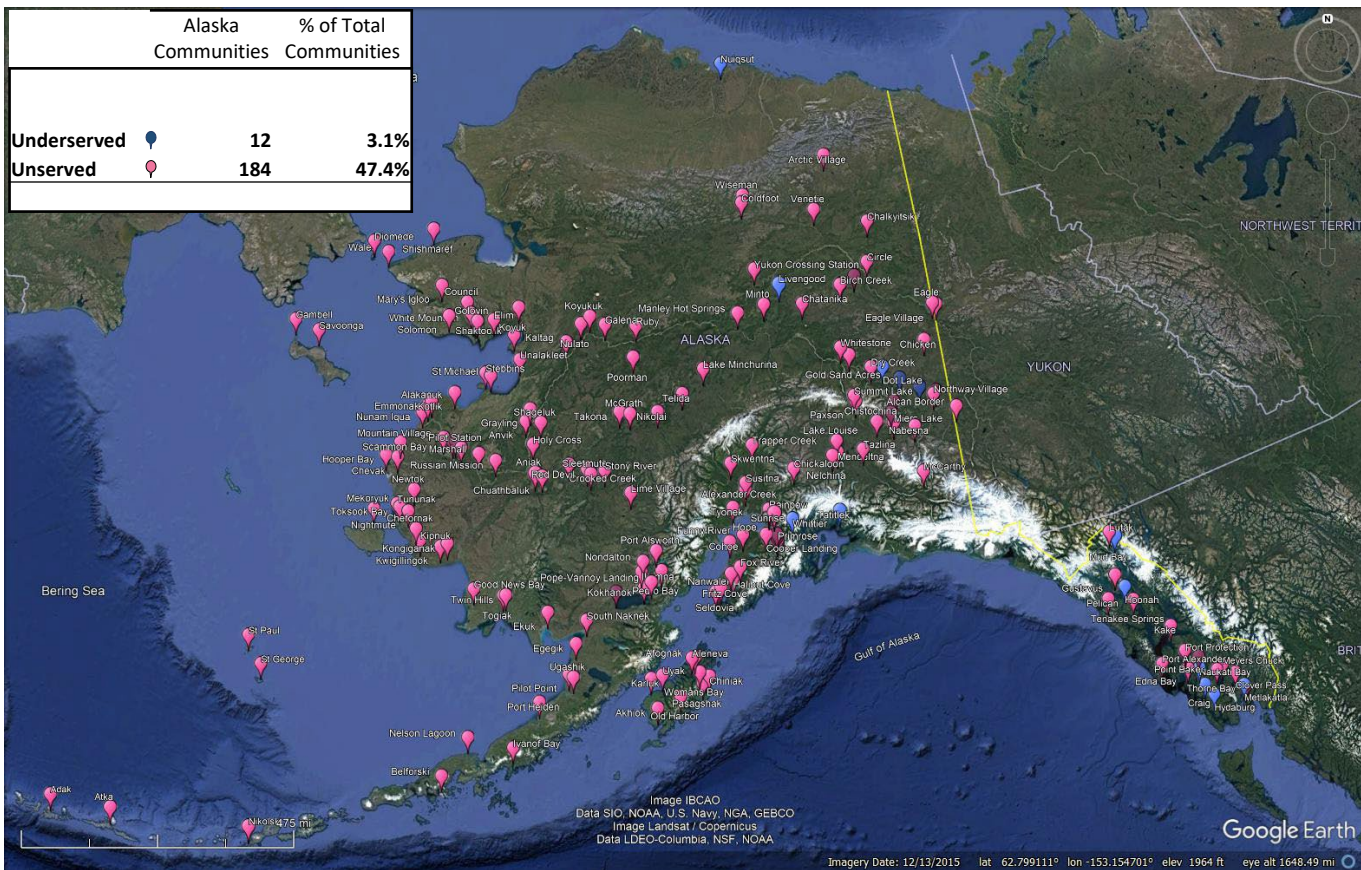 Alaska
Communities
% of Total
Communities
Underserved 12 3.1%
Unserved 184 47.4%
N
Nuiqsut
Arctic Village
Wiseman
Coldfoot
Venetie
Chalkyitsik
NORTHWEST TERRIT
Diomede
Shishmaref
Yukon Crossing Station
Circle
Livengood
Birch Creek
Mary's Igloo
Council
Minto
Chatanika
Eagle
Manley Hot Springs
Koyukuk
Gambell
Golovin
Elim
Savoonga
Solomon
Koyuk
Galena
Ruby
Eagle Village
Kaltag
Nulato
ALASKA
Whitestone
Chicken
Unalakleet
St Michael
Stebbins
Poorman
Lake Minchumina
Dry Creek
YUKON
Gold Sand Acres
Dot Lake
Alakanuk
Emmonak
Kotlik
Telida
Summit Lake
Northway Village
Alcan Border
Nunam Iqua
Shageluk
McGrath
Takona
Nikolai
Paxson
Chistochina
Grayling
Anvik
Mountain Village
Pilot Station
Marshal
Holy Cross
Lake Louise
Nabesna
Scammon Bay
Trapper Creek
Tazlina
Hooper Bay
Russian Mission
Aniak
Sleetmute
Stony River
Skwentna
Mendeltna
Chevak
Red Devil
Crooked Creek
Chickaloon
Nelchina
McCarthy
Newtok
Chuathbaluk
Lime Village
Susitna
Mekoryuk
Tununak
Alexander Creek
Toksook Bay
Chefornak
Tyonek
Rainbow
Tatitlek
Nightmute
Sunrise
Whittier
Kipnuk
Hope
Primrose
Kongiganak
Cohoe
Cooper Landing
Kwigillingok
Port Alsworth
Lutak
Nondalton
Fox River
Mud Bay
Bering Sea
Good News Bay
Pope-Vannoy Landing
Nanwalek
Halibut Cove
Twin Hills
Kokhanok
Pedro Bay
Fritz Cove
Gustavus
Togiak
Seldovia
Pelican
Hoonah
Ekuk
South Naknek
Tenakee Springs
St Paul
Kake
Egegik
Gulf of Alaska
St George
Afognak
Aleneva
Port Protection
BRIT
Ugashik
Port Alexander
Meyers Chuck
Karluk
Uyak
Chiniak
Point Baker
Naukati Bay
Pilot Point
Womans Bay
Edna Bay
Thorne Bay
Clover Pass
Port Heiden
Pasagshak
Metlakatla
Akhiok
Old Harbor
Craig
Hydaburg
Nelson Lagoon
Ivanof Bay
Belforski
Adak
Atka
Nikolski
475 mi
Image IBCAO
Data SIO, NOAA, U.S. Navy, NGA, GEBCO
Image Landsat / Copernicus
Data LDEO-Columbia, NSF, NOAA
Google Earth
Imagery Date: 12/13/2015 lat 62.799111° lon -153.154701° elev 1964 ft eye alt 1648.49 mi